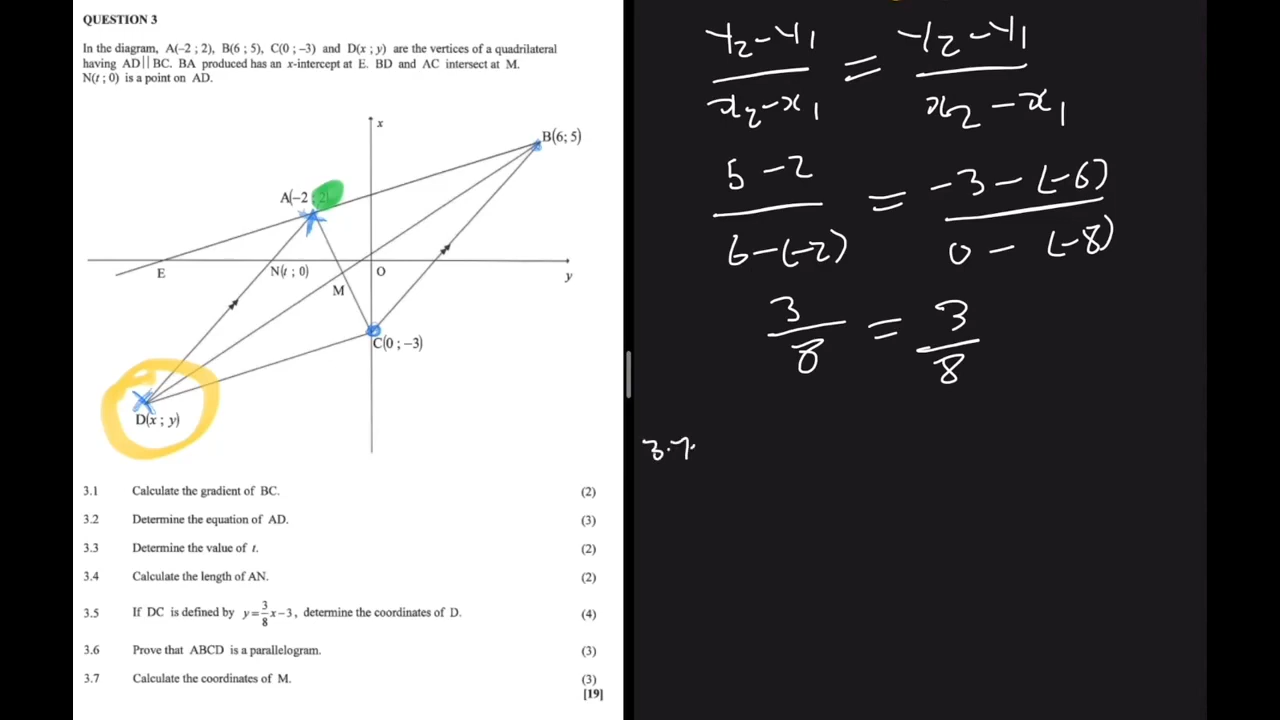 QUESTION 3
In the diagram, A(−2 ; 2), B(6 ; 5), C(0 ; −3) and D(x ; y) are the vertices of a quadrilateral
having AD||BC. BA produced has an x-intercept at E. BD and AC intersect at M.
N(t ; 0) is a point on AD.
x
B(6; 5)
A(−2 ; 2)
E
N(t ; 0)
O
y
M
C(0 ; −3)
D(x ; y)
3.1 Calculate the gradient of BC. (2)
3.2 Determine the equation of AD. (3)
3.3 Determine the value of t. (2)
3.4 Calculate the length of AN. (2)
3.5 If DC is defined by y=3/8x−3, determine the coordinates of D. (4)
3.6 Prove that ABCD is a parallelogram. (3)
3.7 Calculate the coordinates of M. (3)
[19]
y2−y1/x2−x1 = y2−y1/x2−x1
5−2/6−(−2) = −3−(−6)/0−(−8)
3/8 = 3/8
3.7